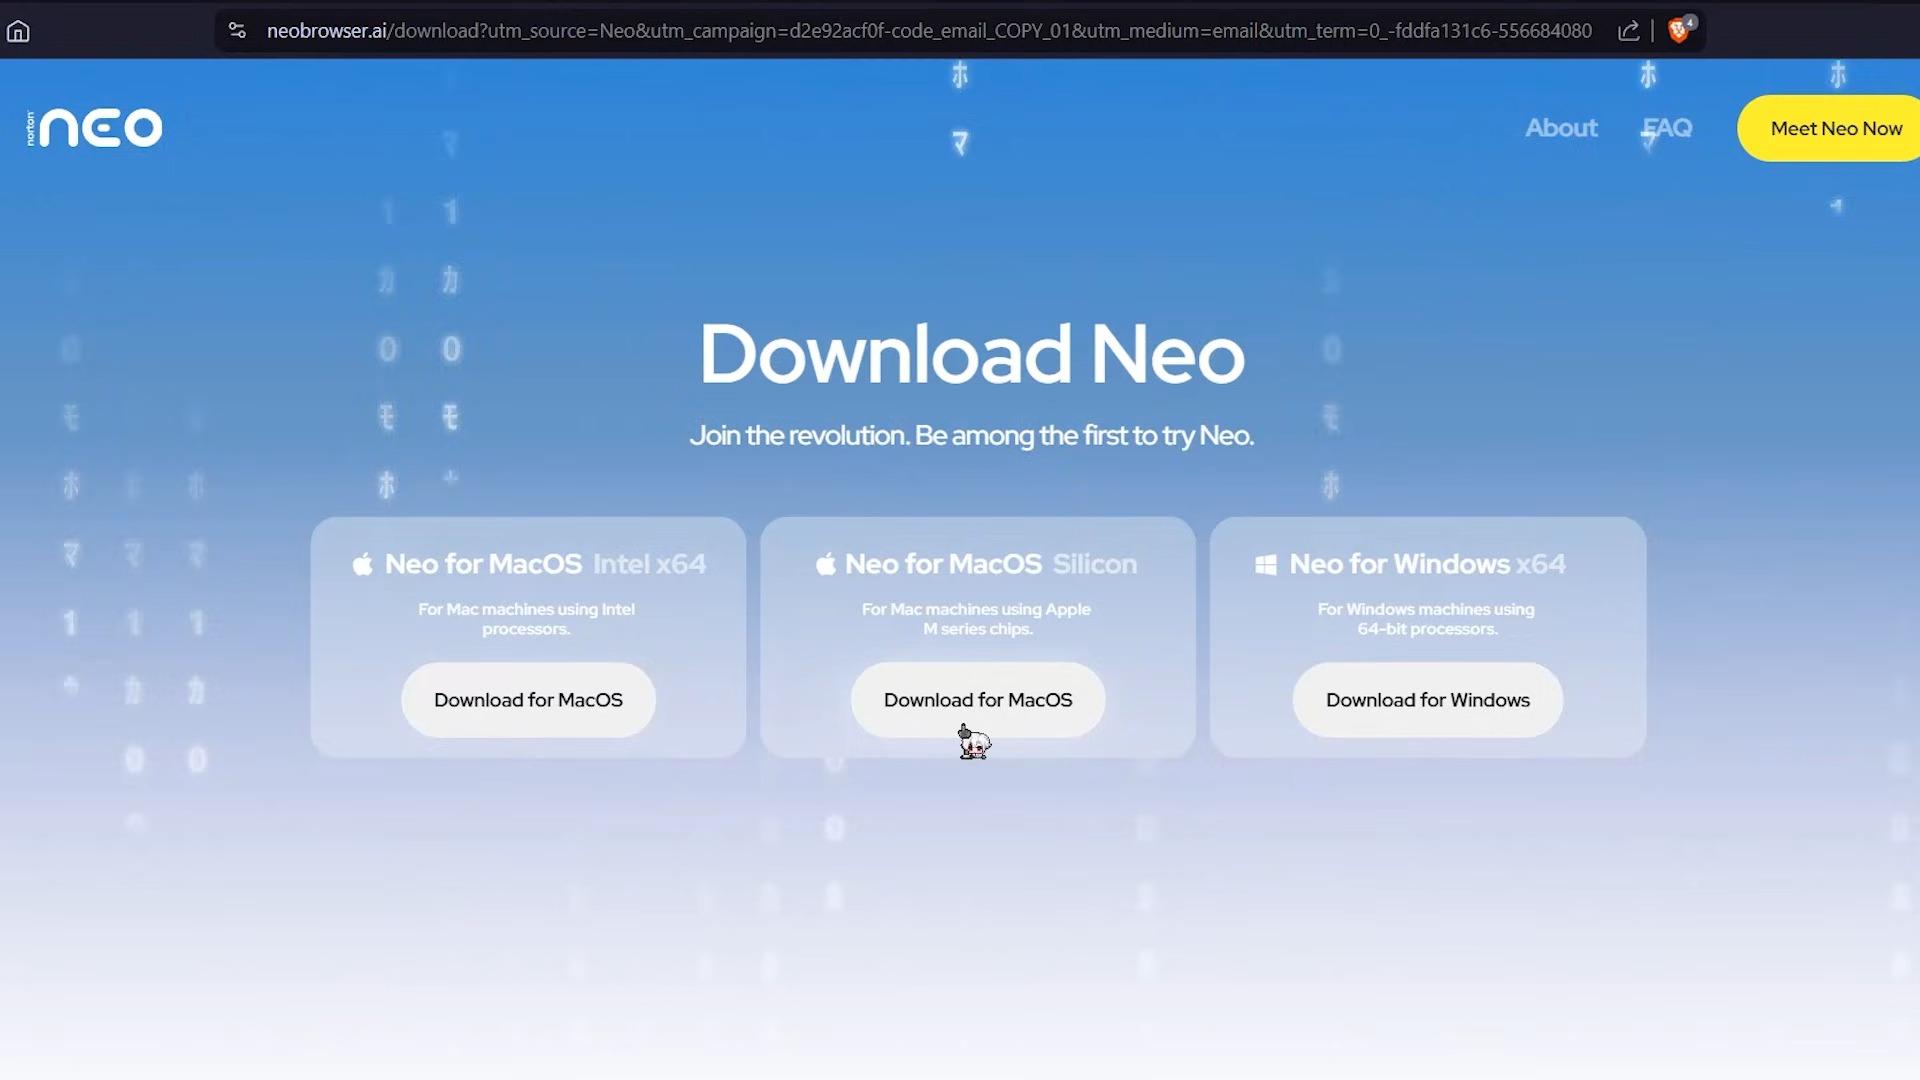 neobrowser.ai/download?utm_source=Neo&utm_campaign=d2e92acf0f-code_email_COPY_01&utm_medium=email&utm_term=0_-fddfa131c6-556684080
4
norton neo
About
FAQ
Meet Neo Now
Download Neo
Join the revolution. Be among the first to try Neo.
Neo for MacOS Intel x64
For Mac machines using Intel
processors.
Download for MacOS
Neo for MacOS Silicon
For Mac machines using Apple
M series chips.
Download for MacOS
Neo for Windows x64
For Windows machines using
64-bit processors.
Download for Windows